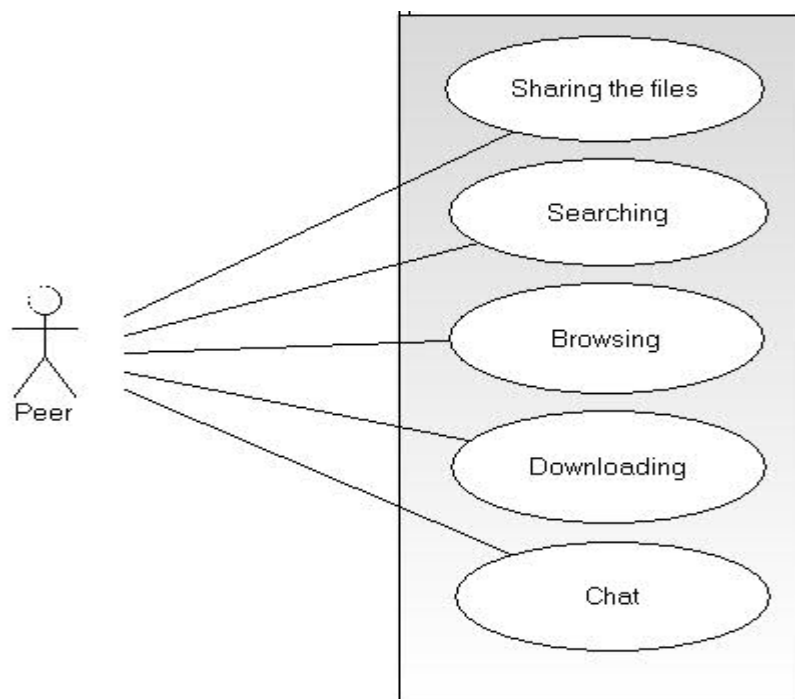 Sharing the files
Searching
Browsing
Peer
Downloading
Chat